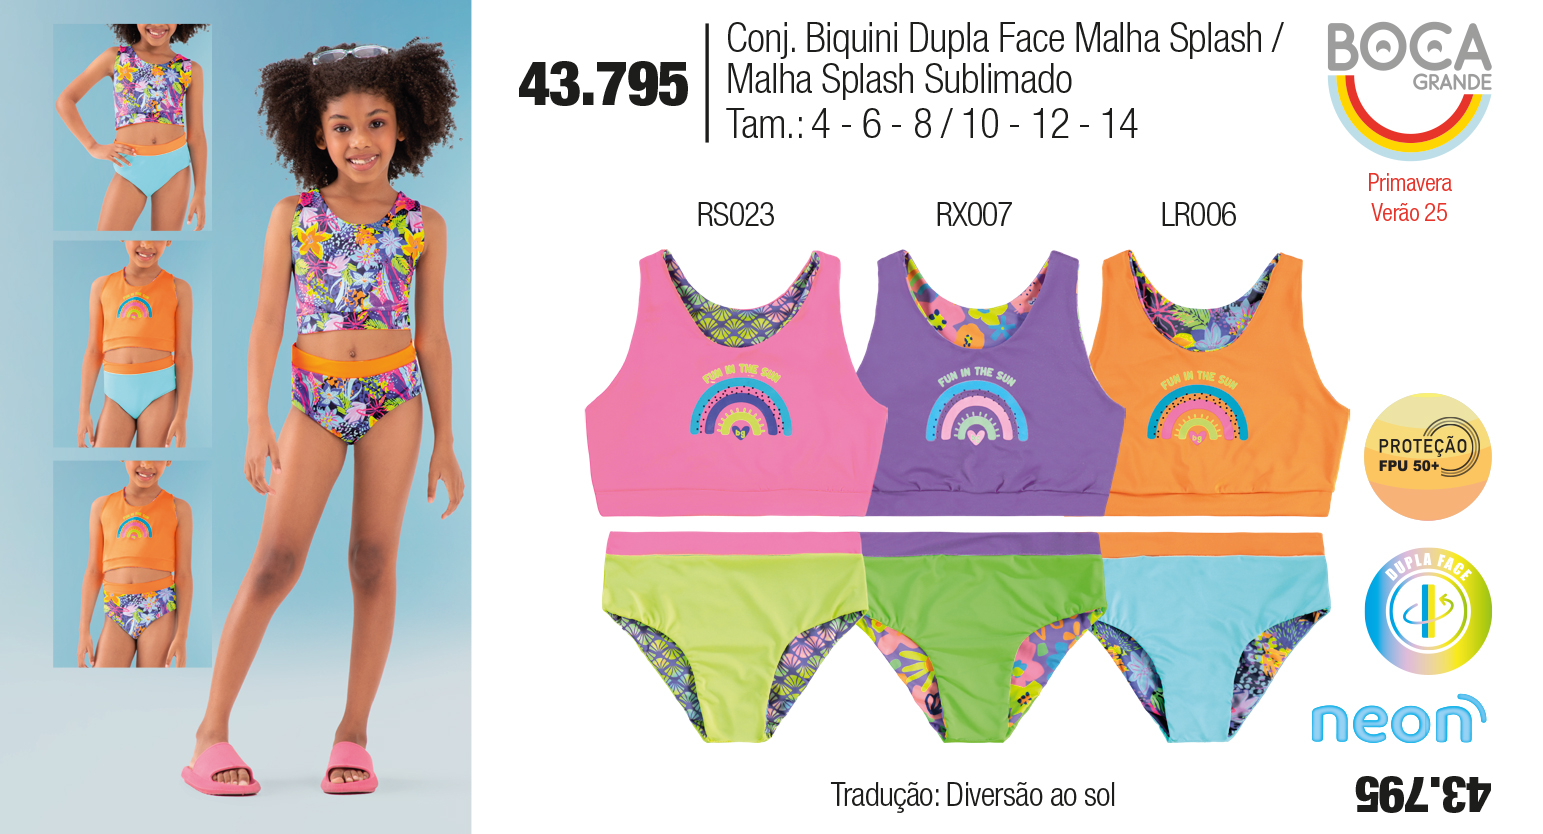 43.795
Conj. Biquini Dupla Face Malha Splash /
Malha Splash Sublimado
Tam.: 4 - 6 - 8 / 10 - 12 - 14
BOCA
GRANDE
Primavera
Verão 25
RS023
RX007
LR006
FUN IN THE SUN
bg
FUN IN THE SUN
FUN IN THE SUN
bg
PROTEÇÃO
FPU 50+
DUPLA FACE
neon
Tradução: Diversão ao sol
43.795